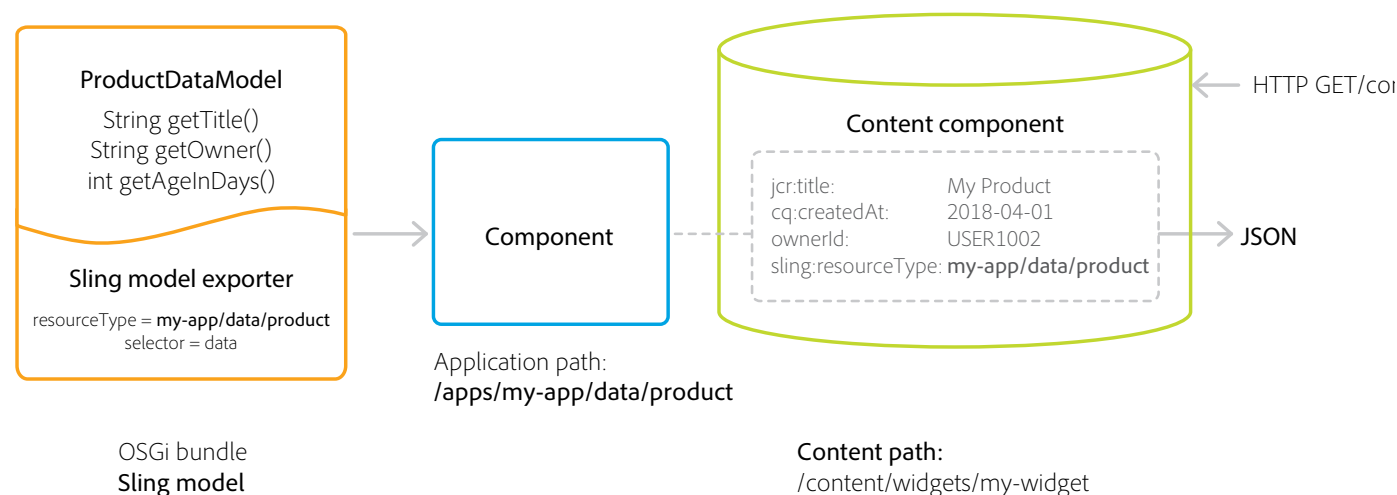 ProductDataModel
String getTitle()
String getOwner()
int getAgeInDays()
Sling model exporter
resourceType = my-app/data/product
selector = data
OSGi bundle
Sling model
Component
Application path:
/apps/my-app/data/product
Content component
jcr:title: My Product
cq:createdAt: 2018-04-01
ownerId: USER1002
sling:resourceType: my-app/data/product
Content path:
/content/widgets/my-widget
HTTP GET/
JSON